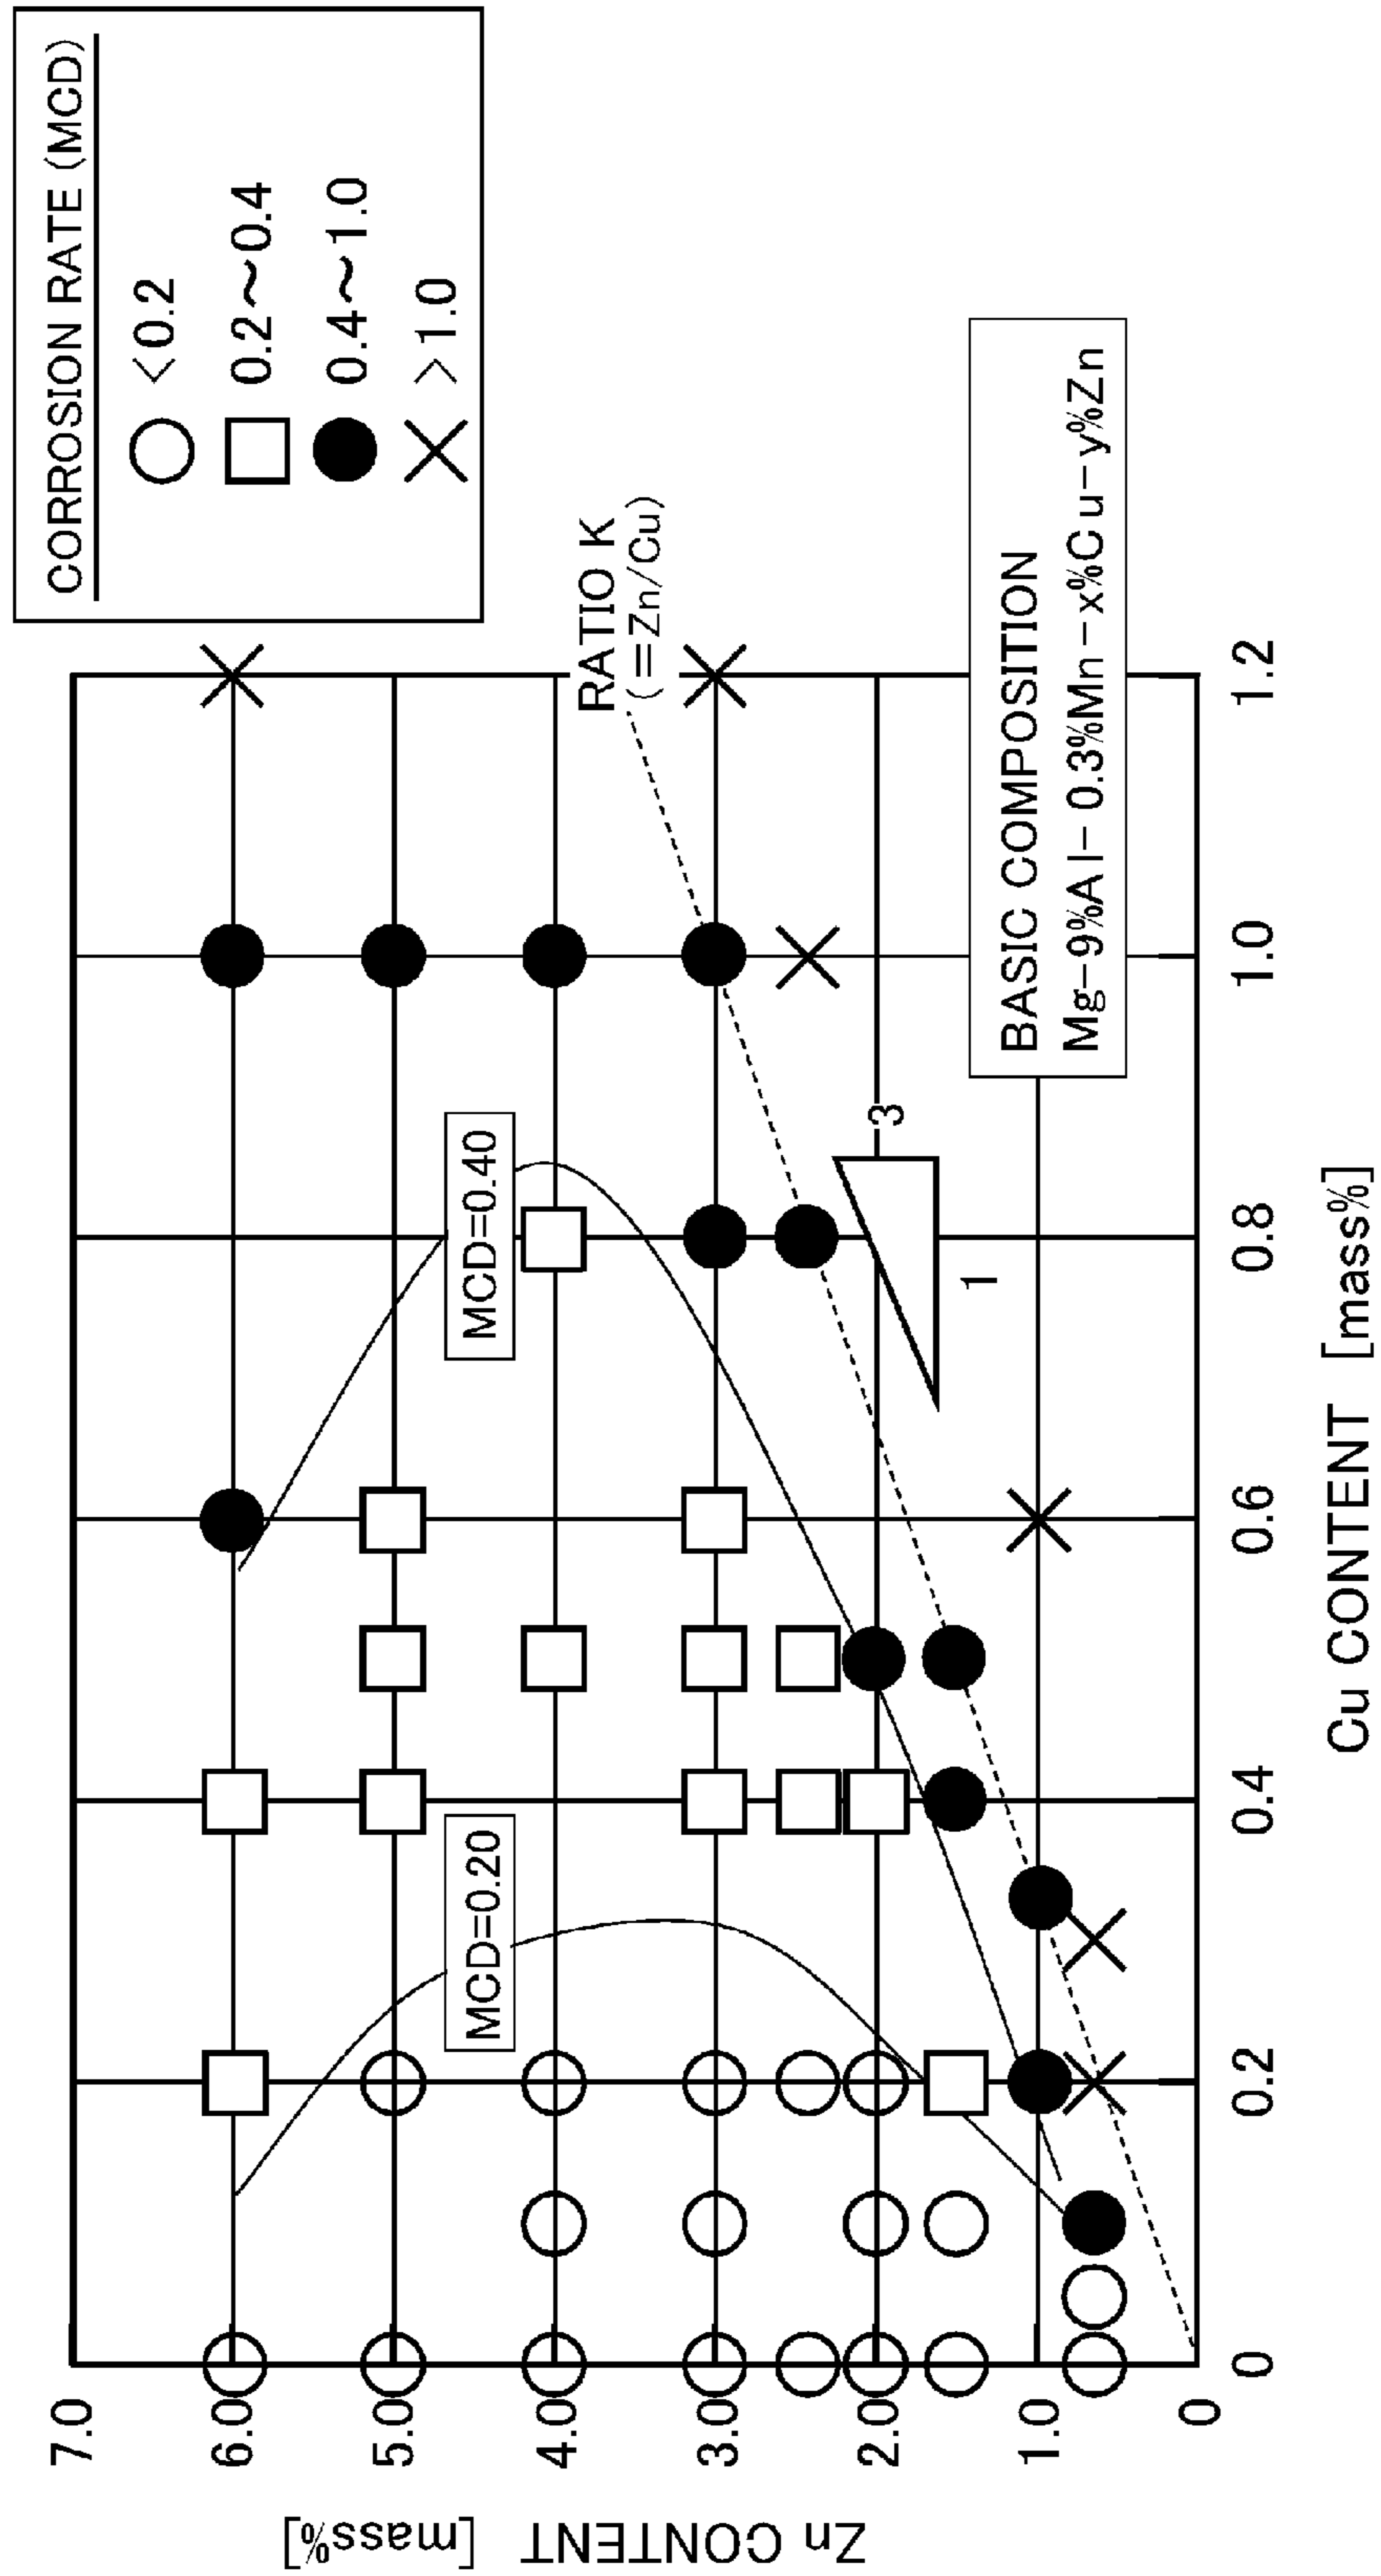 CORROSION RATE (MCD)
<0.2
0.2~0.4
0.4~1.0
>1.0
Zn CONTENT [mass%]
7.0
6.0
5.0
4.0
3.0
2.0
1.0
0
MCD=0.20
MCD=0.40
RATIO K
(≡Zn/Cu)
3
1
BASIC COMPOSITION
Mg-9%Al-0.3%Mn-x%Cu-y%Zn
0
0.2
0.4
0.6
0.8
1.0
1.2
Cu CONTENT [mass%]